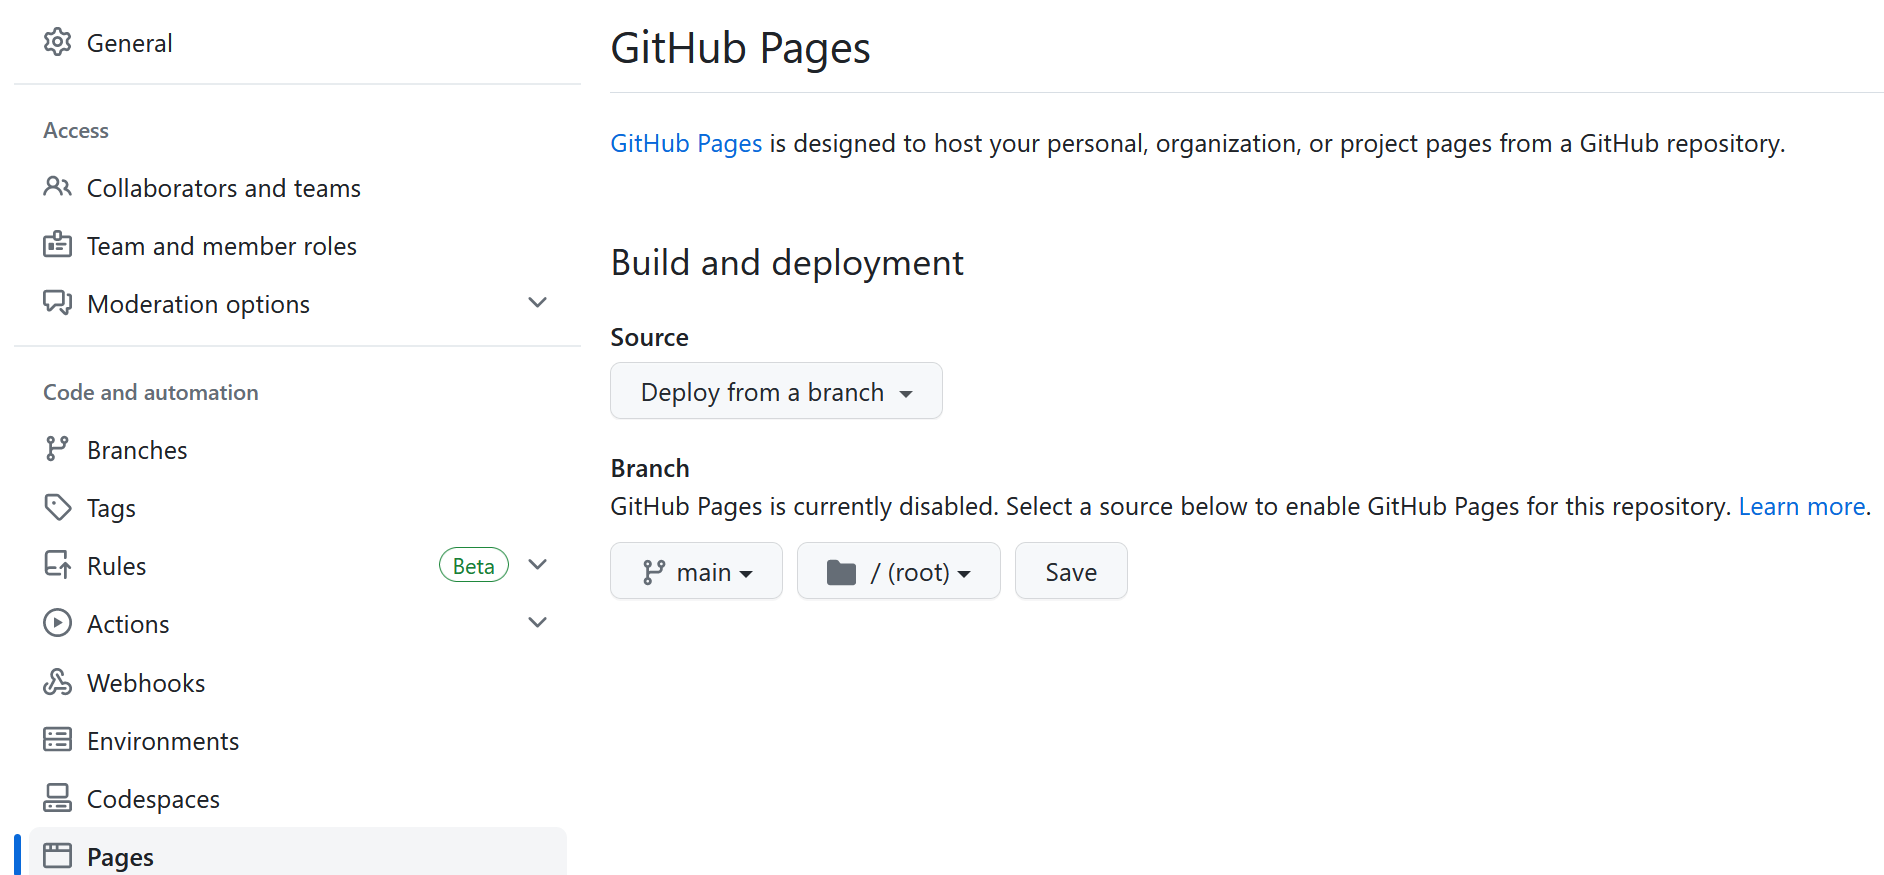 General
Access
Collaborators and teams
Team and member roles
Moderation options
Code and automation
Branches
Tags
Rules Beta
Actions
Webhooks
Environments
Codespaces
Pages
GitHub Pages
GitHub Pages is designed to host your personal, organization, or project pages from a GitHub repository.
Build and deployment
Source
Deploy from a branch
Branch
GitHub Pages is currently disabled. Select a source below to enable GitHub Pages for this repository. Learn more.
main / (root) Save